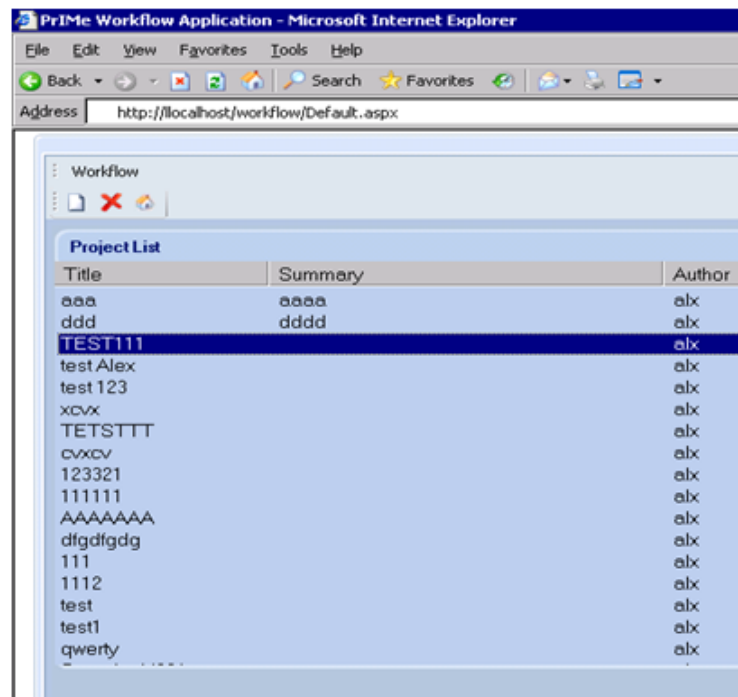 PrIMe Workflow Application - Microsoft Internet Explorer
File Edit View Favorites Tools Help
Back Search Favorites
Address http://llocalhost/workflow/Default.aspx
Workflow
Project List
Title Summary Author
aaa aaaa alx
ddd dddd alx
TEST111 alx
test Alex alx
test 123 alx
xcvx alx
TETSTTT alx
cvxcv alx
123321 alx
111111 alx
AAAAAAA alx
dfgdfgdg alx
111 alx
1112 alx
test alx
test1 alx
qwerty alx